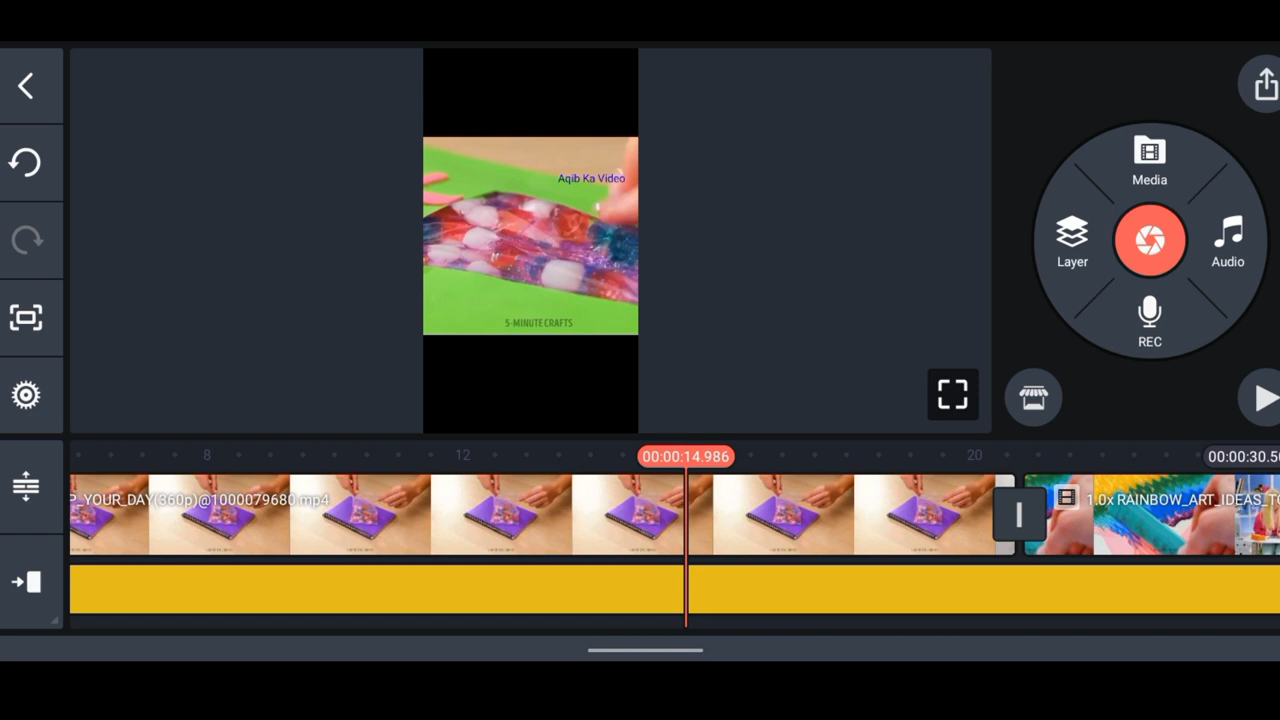 Aqib Ka Video
5-MINUTE CRAFTS
Media
Layer
Audio
REC
8
12
00:00:14.986
20
00:00:30.5
P_YOUR_DAY(360p)@1000079680.mp4
1.0x RAINBOW_ART_IDEAS_T